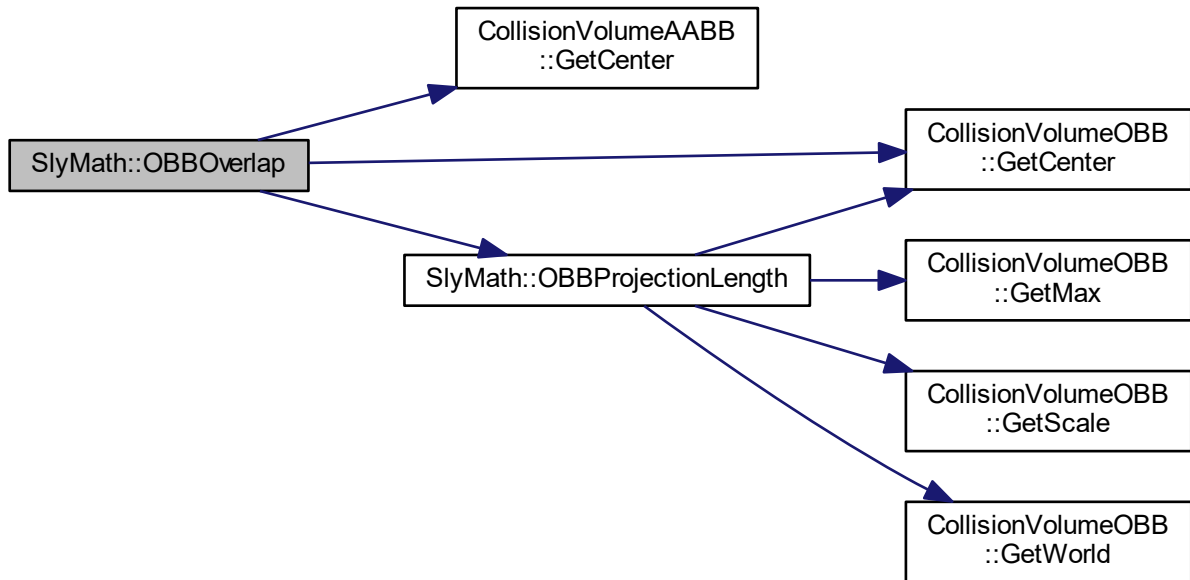 CollisionVolumeAABB
::GetCenter
SlyMath::OBBOverlap
CollisionVolumeOBB
::GetCenter
SlyMath::OBBProjectionLength
CollisionVolumeOBB
::GetMax
CollisionVolumeOBB
::GetScale
CollisionVolumeOBB
::GetWorld